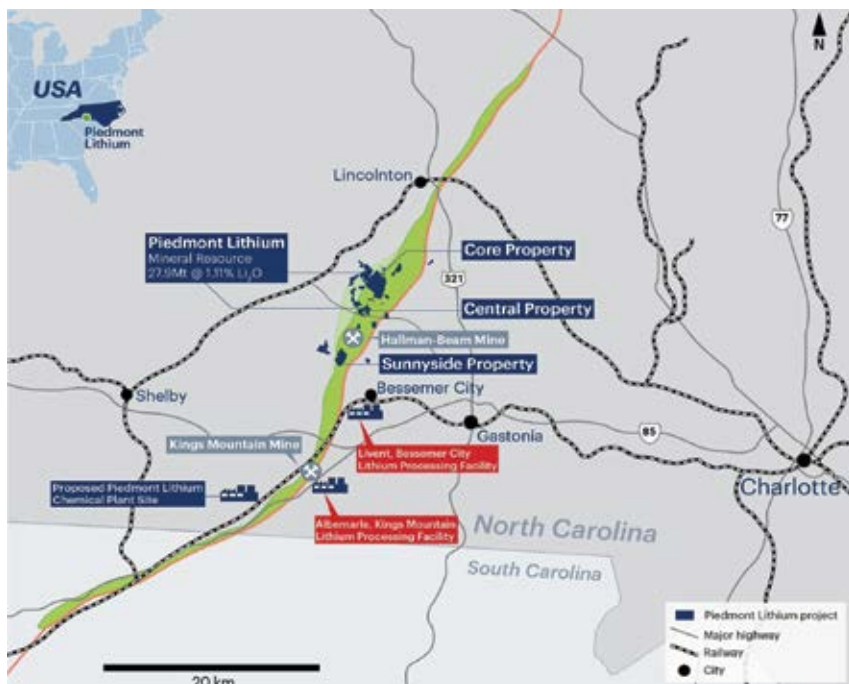 N
USA
Piedmont
Lithium
Lincolnton
77
Piedmont Lithium
Mineral Resource
27.9Mt @ 1.11% Li₂O
Core Property
321
Central Property
Hallman-Beam Mine
Sunnyside Property
Shelby
Bessemer City
Kings Mountain Mine
Gastonia
85
Livent, Bessemer City
Lithium Processing Facility
Charlotte
Proposed Piedmont Lithium
Chemical Plant Site
Albemarle, Kings Mountain
Lithium Processing Facility
North Carolina
South Carolina
Piedmont Lithium project
Major highway
Railway
City
20 km